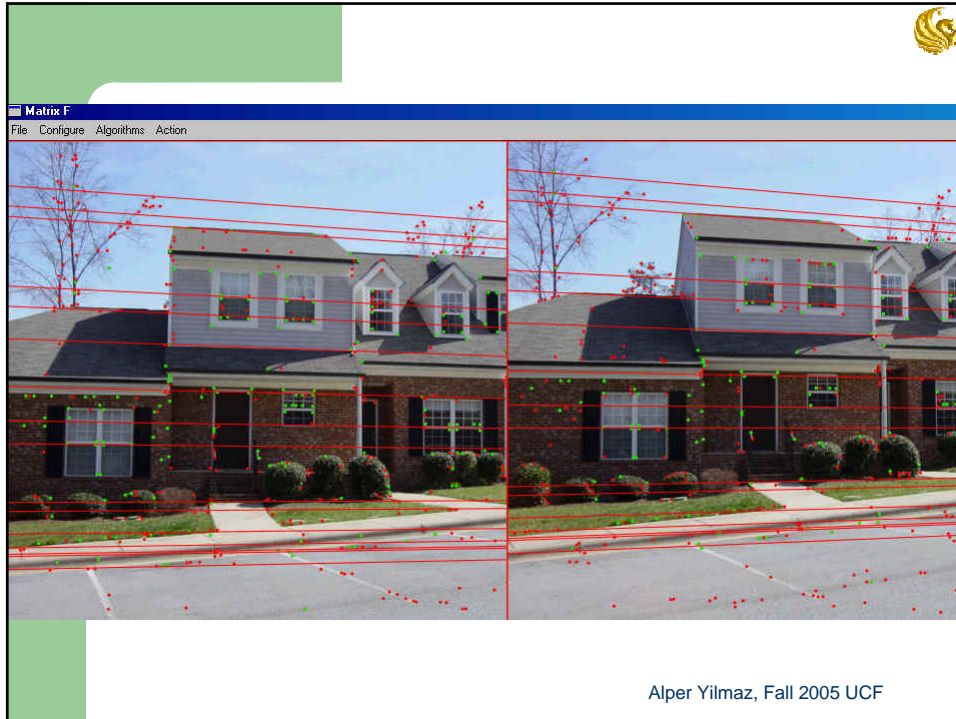 Matrix F
File Configure Algorithms Action
Alper Yilmaz, Fall 2005 UCF